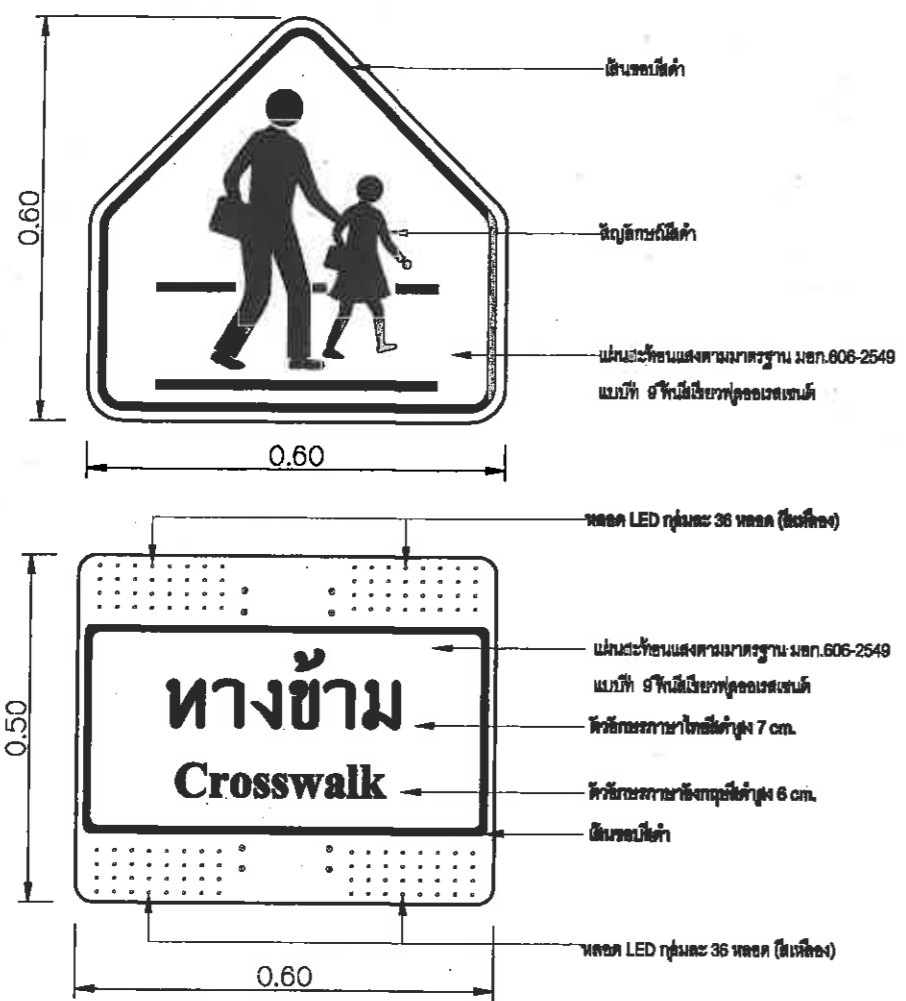 เส้นขอบสีดำ
0.60
สัญลักษณ์สีดำ
แผ่นสะท้อนแสงตามมาตรฐาน มอก.606-2549
แบบที่ 9 พื้นสีเขียวฟูออเรสเซนต์
0.60
หลอด LED กลุ่มละ 36 หลอด (สีเหลือง)
แผ่นสะท้อนแสงตามมาตรฐาน มอก.606-2549
แบบที่ 9 พื้นสีเขียวฟูออเรสเซนต์
0.50
ทางข้าม
ตัวอักษรภาษาไทยสีดำสูง 7 cm.
Crosswalk
ตัวอักษรภาษาอังกฤษสีดำสูง 6 cm.
เส้นขอบสีดำ
หลอด LED กลุ่มละ 36 หลอด (สีเหลือง)
0.60